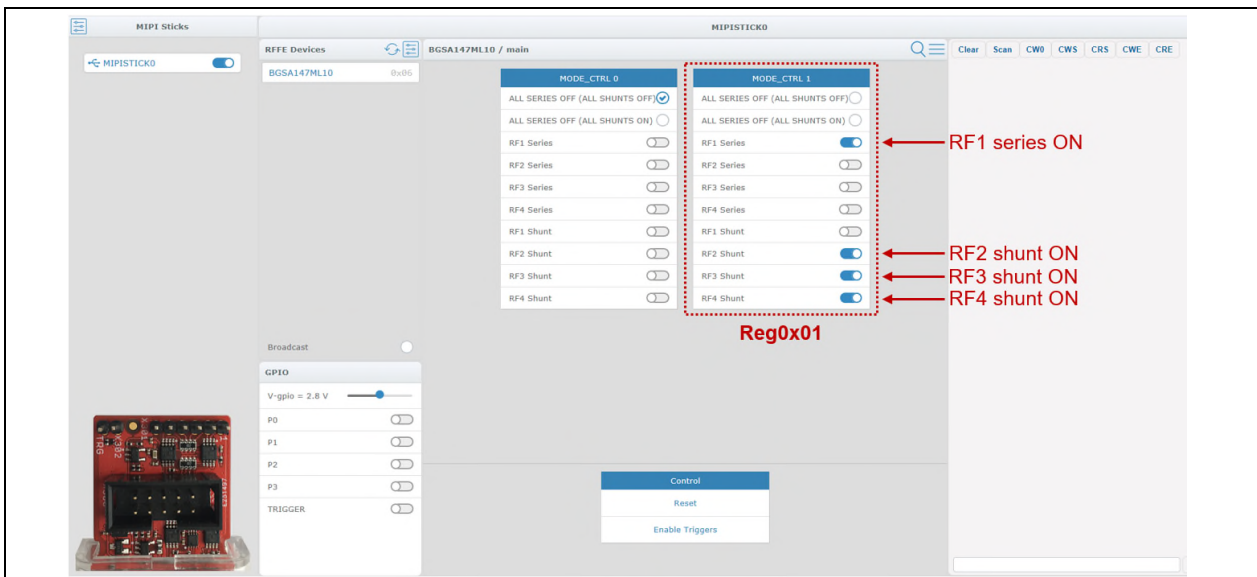 MIPI Sticks
MIPISTICK0
MIPISTICK0
RFFE Devices
BGSA147ML10 0x06
Broadcast
GPIO
V-gpio = 2.8 V
P0
P1
P2
P3
TRIGGER
BGSA147ML10 / main
MODE_CTRL 0
ALL SERIES OFF (ALL SHUNTS OFF)
ALL SERIES OFF (ALL SHUNTS ON)
RF1 Series
RF2 Series
RF3 Series
RF4 Series
RF1 Shunt
RF2 Shunt
RF3 Shunt
RF4 Shunt
MODE_CTRL 1
ALL SERIES OFF (ALL SHUNTS OFF)
ALL SERIES OFF (ALL SHUNTS ON)
RF1 Series
RF2 Series
RF3 Series
RF4 Series
RF1 Shunt
RF2 Shunt
RF3 Shunt
RF4 Shunt
Reg0x01
RF1 series ON
RF2 shunt ON
RF3 shunt ON
RF4 shunt ON
Control
Reset
Enable Triggers
Clear Scan CW0 CWS CRS CWE CRE
TRG
X302